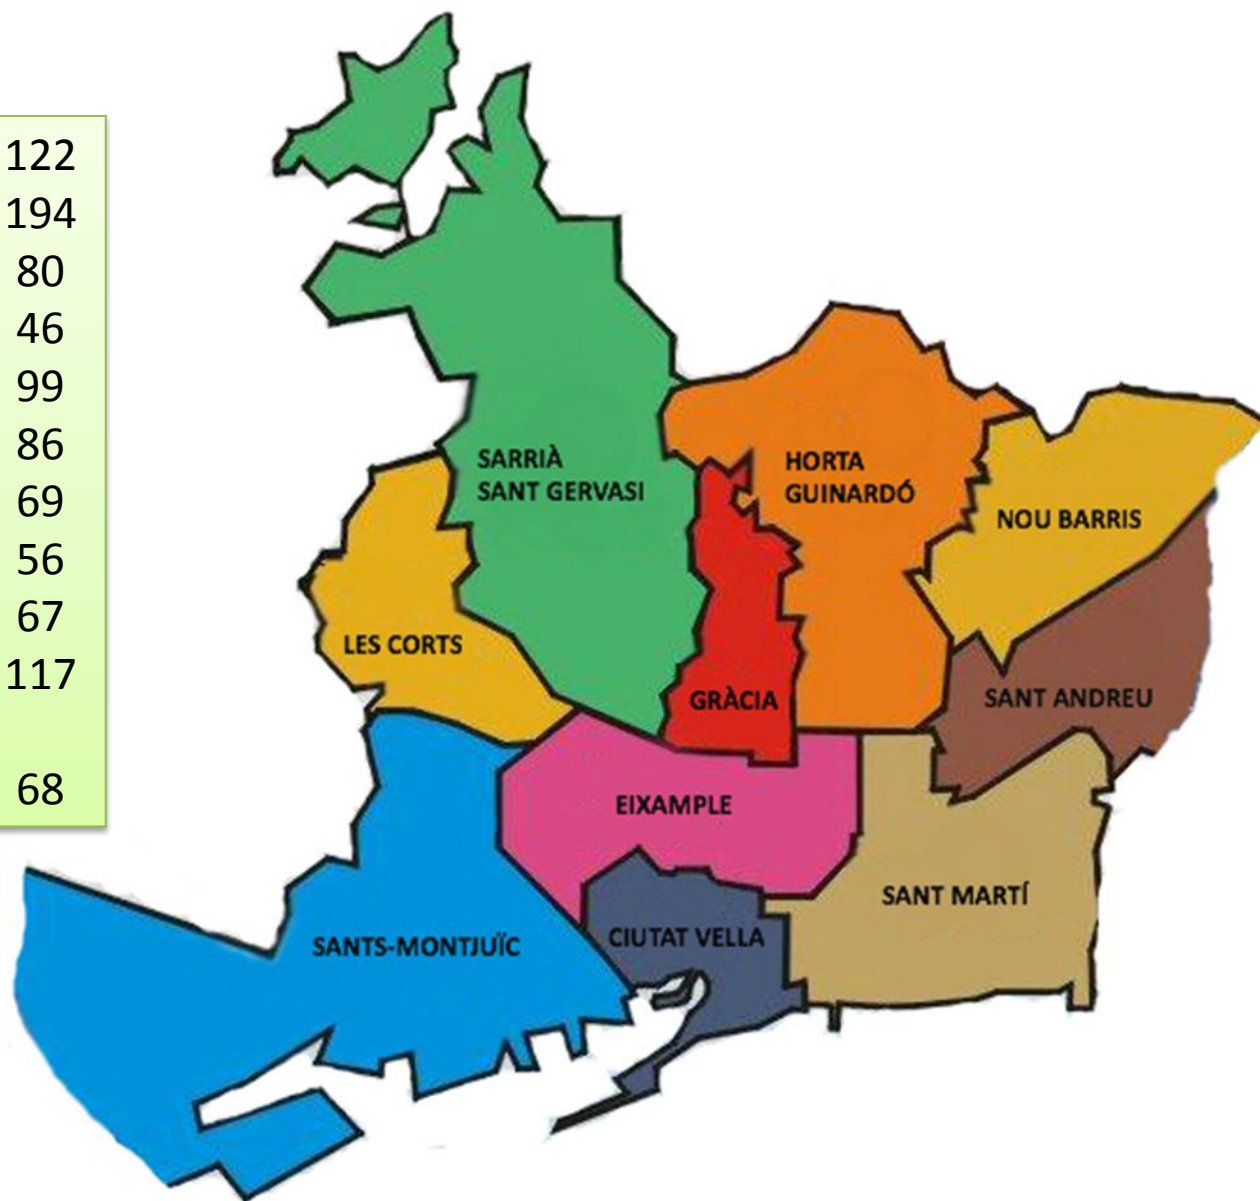 122
194
80
46
99
86
69
56
67
117
68
SARRIÀ
SANT GERVASI
HORTA
GUINARDÓ
NOU BARRIS
LES CORTS
GRÀCIA
SANT ANDREU
EIXAMPLE
SANT MARTÍ
SANTS-MONTJUÏC
CIUTAT VELLA